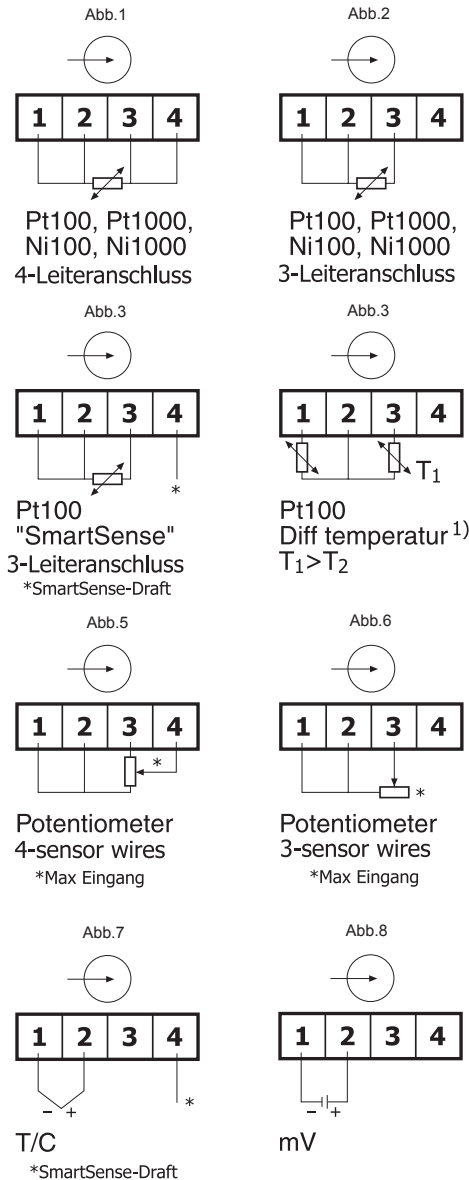 Abb.1
1 2 3 4
Pt100, Pt1000,
Ni100, Ni1000
4-Leiteranschluss
Abb.2
1 2 3 4
Pt100, Pt1000,
Ni100, Ni1000
3-Leiteranschluss
Abb.3
1 2 3 4
*
Pt100
"SmartSense"
3-Leiteranschluss
*SmartSense-Draft
Abb.3
1 2 3 4
T1
Pt100
Diff temperatur 1)
T1>T2
Abb.5
1 2 3 4
*
Potentiometer
4-sensor wires
*Max Eingang
Abb.6
1 2 3 4
*
Potentiometer
3-sensor wires
*Max Eingang
Abb.7
1 2 3 4
- + *
T/C
*SmartSense-Draft
Abb.8
1 2 3 4
- +
mV